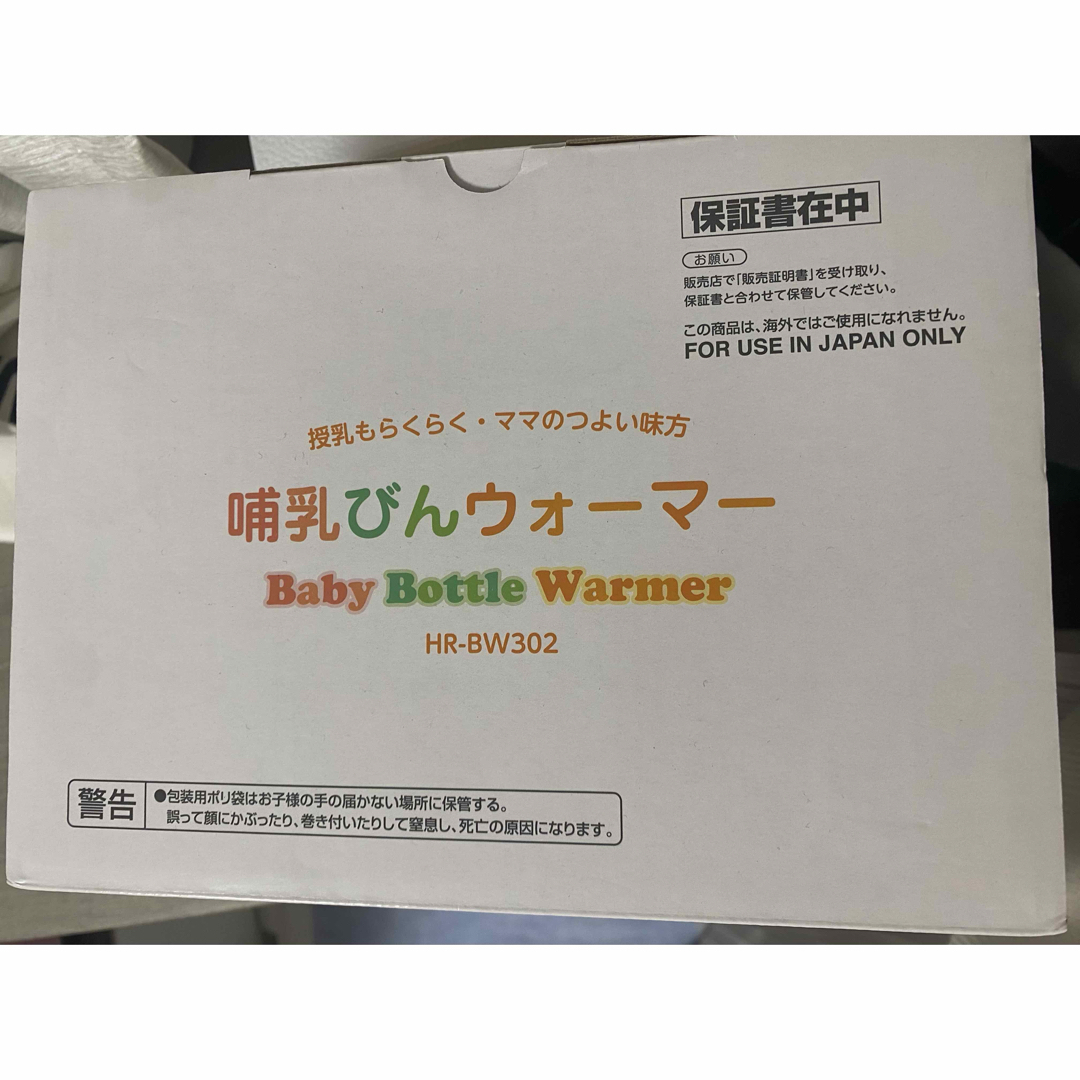 保証書在中
お願い
販売店で「販売証明書」を受け取り、
保証書と合わせて保管してください。
この商品は、海外ではご使用になれません。
FOR USE IN JAPAN ONLY
授乳もらくらく・ママのつよい味方
哺乳びんウォーマー
Baby Bottle Warmer
HR-BW302
警告
●包装用ポリ袋はお子様の手の届かない場所に保管する。
誤って顔にかぶったり、巻き付いたりして窒息し、死亡の原因になります。